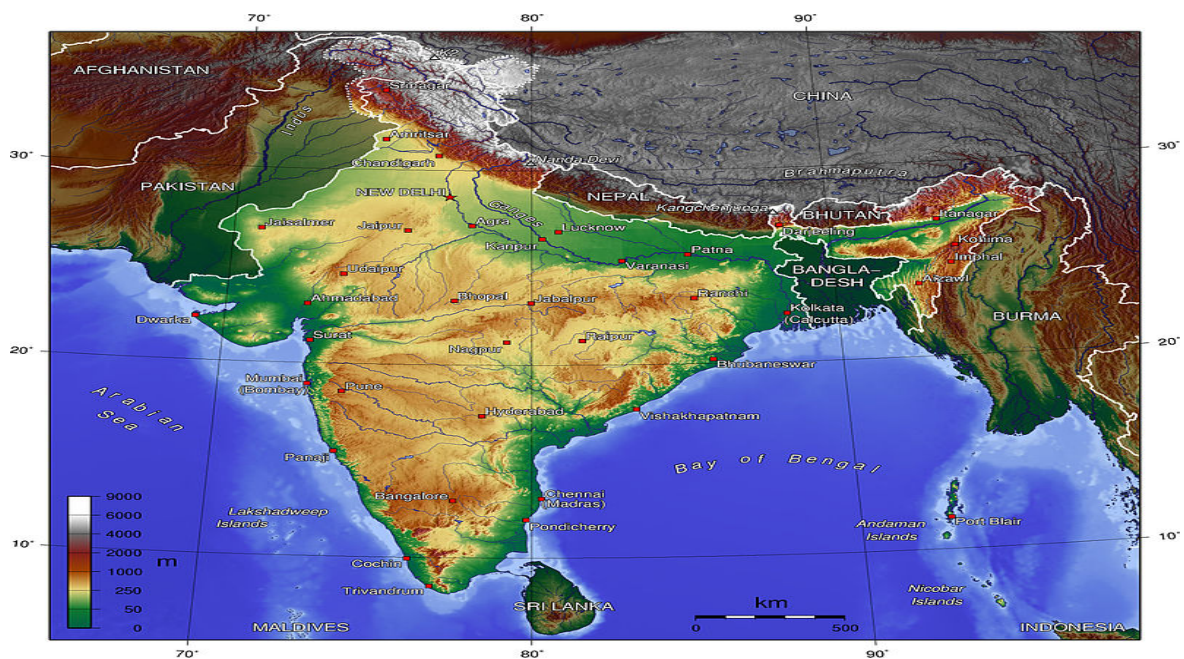 70°
80°
90°
K2
AFGHANISTAN
Srinagar
CHINA
Indus
Amritsar
30°
30°
Chandigarh
Nanda Devi
Brahmaputra
PAKISTAN
NEW DELHI
NEPAL
Kangchenjunga
BHUTAN
Itanagar
Jaisalmer
Jaipur
Agra
Ganges
Lucknow
Darjeeling
Kanpur
Kohima
Patna
Imphal
Varanasi
Udaipur
BANGLA–
DESH
Aizawl
Ahmadabad
Bhopal
Jabalpur
Ranchi
Dwarka
Kolkata
(Calcutta)
BURMA
Surat
Nagpur
Raipur
20°
20°
Bhubaneswar
Mumbai
(Bombay)
Pune
Arabian
Sea
Hyderabad
Vishakhapatnam
Panaji
Bay of Bengal
9000
6000
4000
2000
1000
250
50
0
m
Bangalore
Chennai
(Madras)
Lakshadweep
Islands
Pondicherry
Andaman
Islands
Port Blair
10°
10°
Cochin
Trivandrum
SRI LANKA
km
0
500
Nicobar
Islands
MALDIVES
INDONESIA
70°
80°
90°